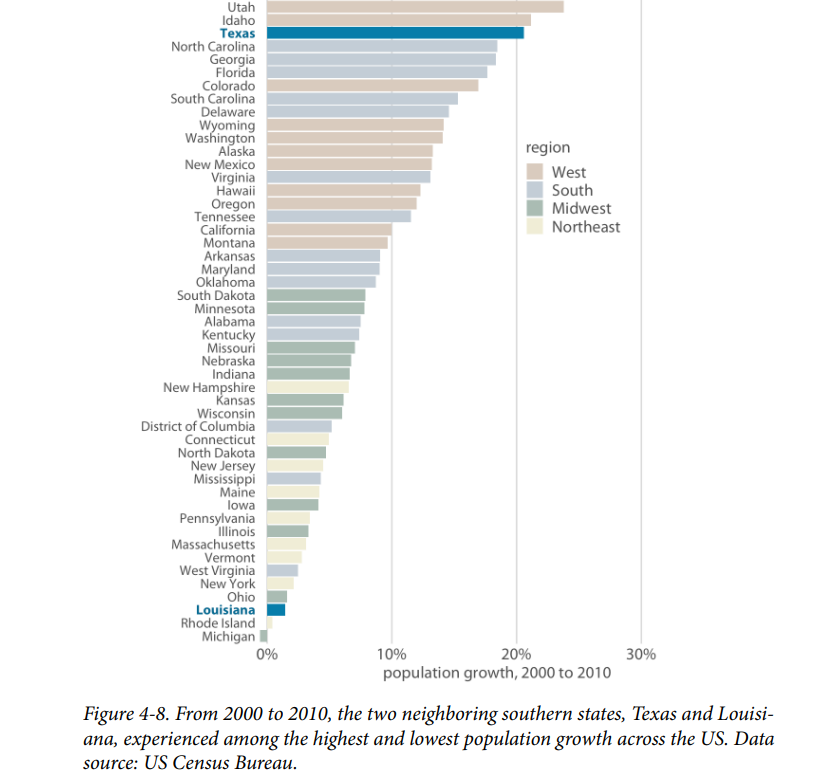 Utah
Idaho
Texas
North Carolina
Georgia
Florida
Colorado
South Carolina
Delaware
Wyoming
Washington
Alaska
New Mexico
Virginia
Hawaii
Oregon
Tennessee
California
Montana
Arkansas
Maryland
Oklahoma
South Dakota
Minnesota
Alabama
Kentucky
Missouri
Nebraska
Indiana
New Hampshire
Kansas
Wisconsin
District of Columbia
Connecticut
North Dakota
New Jersey
Mississippi
Maine
Iowa
Pennsylvania
Illinois
Massachusetts
Vermont
West Virginia
New York
Ohio
Louisiana
Rhode Island
Michigan
region
West
South
Midwest
Northeast
0% 10% 20% 30%
population growth, 2000 to 2010
Figure 4-8. From 2000 to 2010, the two neighboring southern states, Texas and Louisi-
ana, experienced among the highest and lowest population growth across the US. Data
source: US Census Bureau.